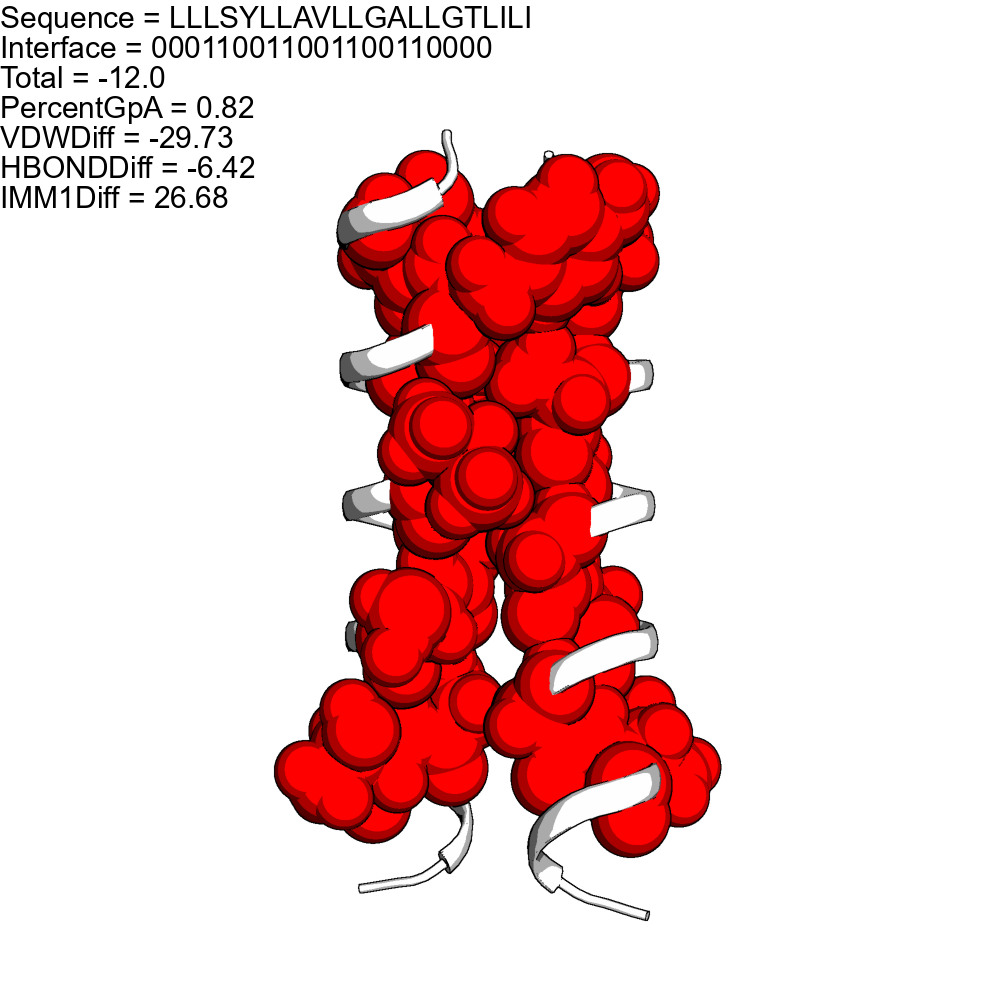 Sequence = LLLSYLLAVLLGALLGTLILI
Interface = 000110011001100110000
Total = -12.0
PercentGpA = 0.82
VDWDiff = -29.73
HBONDDiff = -6.42
IMM1Diff = 26.68